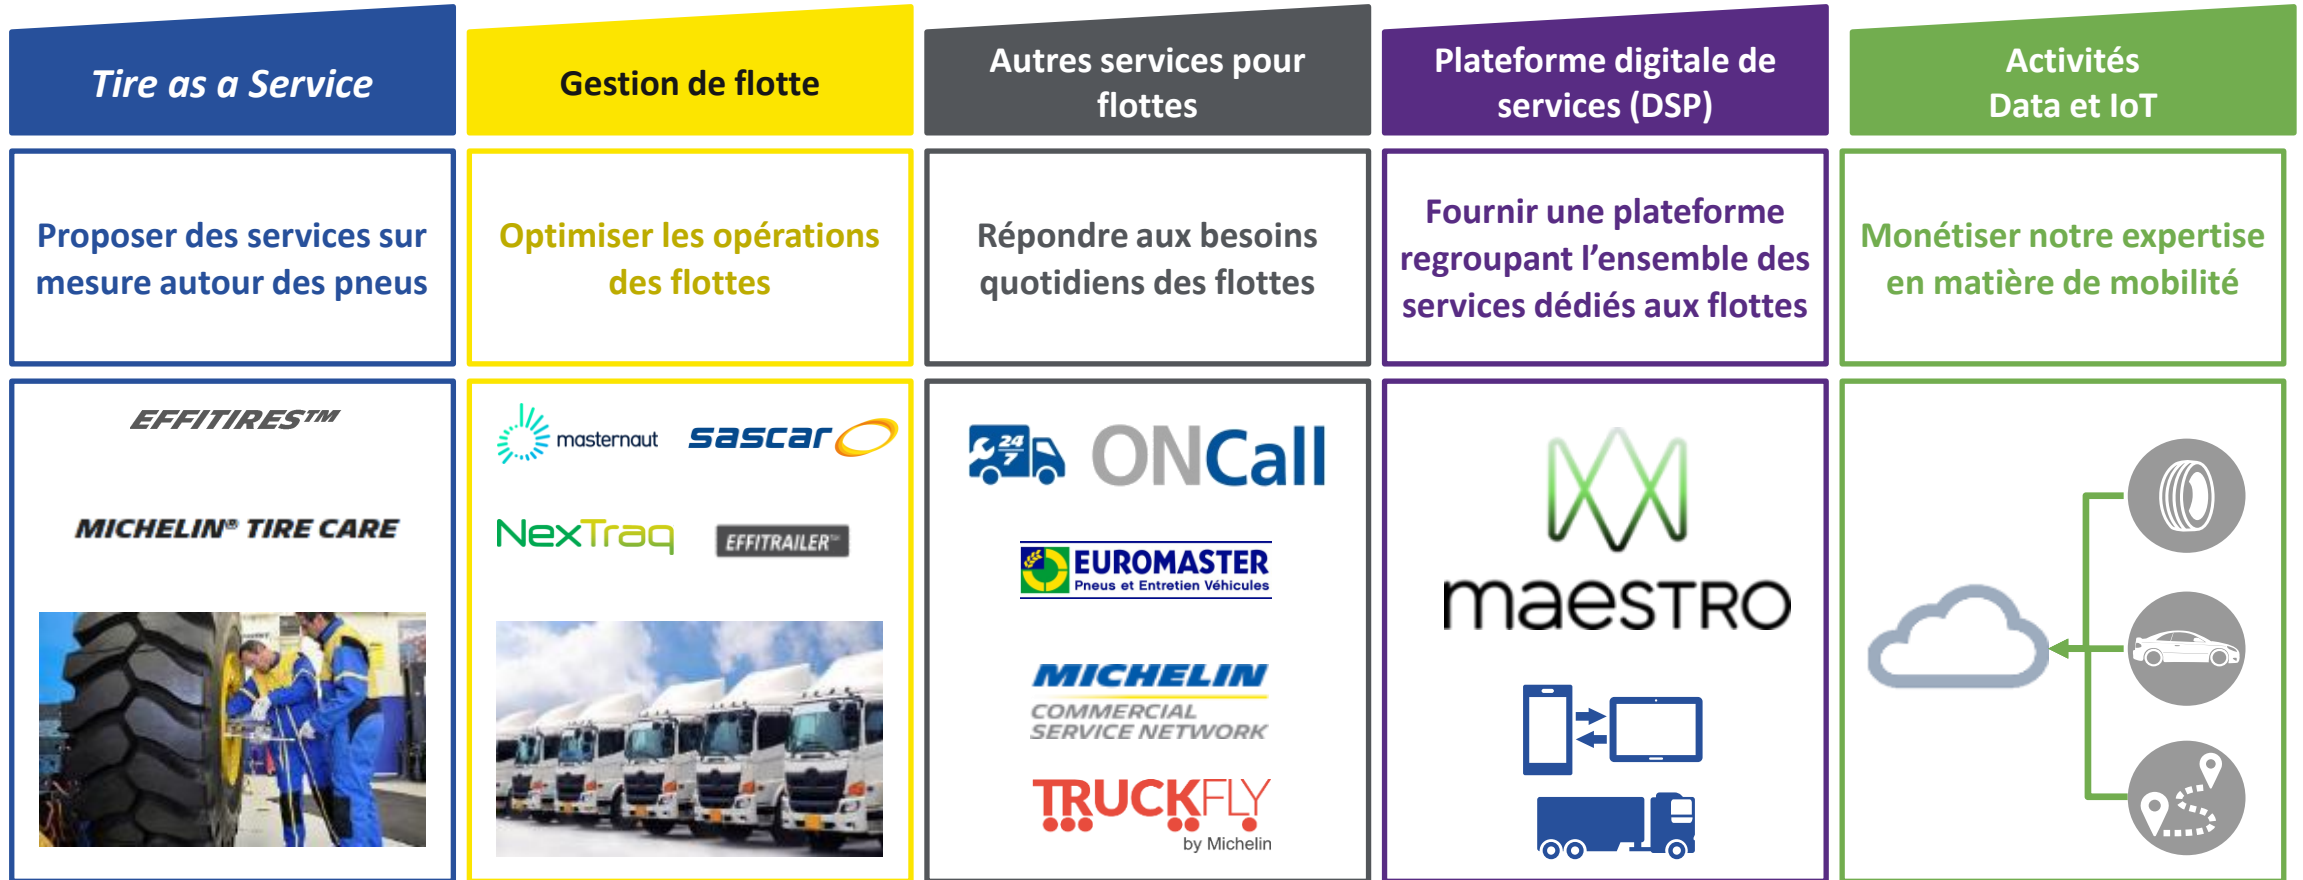 Tire as a Service
Gestion de flotte
Autres services pour
flottes
Plateforme digitale de
services (DSP)
Activités
Data et IoT
Proposer des services sur
mesure autour des pneus
Optimiser les opérations
des flottes
Répondre aux besoins
quotidiens des flottes
Fournir une plateforme
regroupant l’ensemble des
services dédiés aux flottes
Monétiser notre expertise
en matière de mobilité
EFFITIRES™
MICHELIN® TIRE CARE
masternaut
sascar
NexTraq
EFFITRAILER™
24
7
ONCall
EUROMASTER
Pneus et Entretien Véhicules
MICHELIN
COMMERCIAL
SERVICE NETWORK
TRUCKFLY
by Michelin
maesTRO